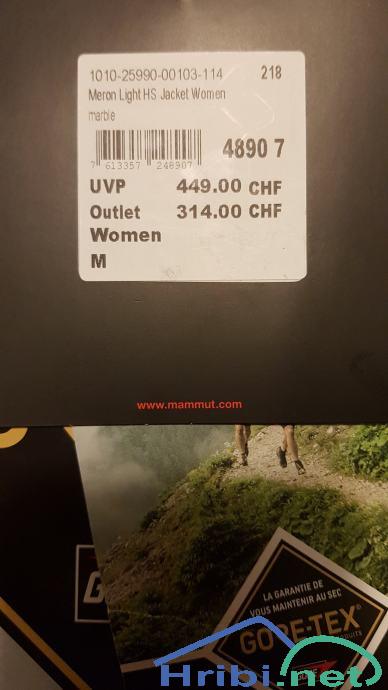 1010-25990-00103-114 218
Meron Light HS Jacket Women
marble
7 613357 248907
4890 7
UVP 449.00 CHF
Outlet 314.00 CHF
Women
M
www.mammut.com
G
LA GARANTIE DE
VOUS MAINTENIR AU SEC
GORE-TEX
Hribi.net